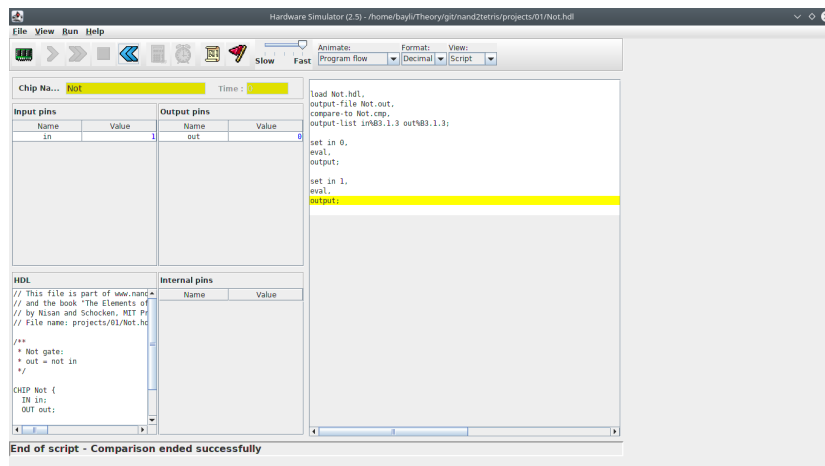 Hardware Simulator (2.5) - /home/bayli/Theory/git/nand2tetris/projects/01/Not.hdl
File View Run Help
Animate: Format: View:
Slow Fast Program flow Decimal Script
Chip Na... Not Time :
Input pins Output pins
Name Value Name Value
in 1 out 0
load Not.hdl,
output-file Not.out,
compare-to Not.cmp,
output-list in%B3.1.3 out%B3.1.3;
set in 0,
eval,
output;
set in 1,
eval,
output;
HDL Internal pins
Name Value
// This file is part of www.nand
// and the book "The Elements of
// by Nisan and Schocken, MIT Pr
// File name: projects/01/Not.hd
/**
* Not gate:
* out = not in
*/
CHIP Not {
IN in;
OUT out;
End of script - Comparison ended successfully